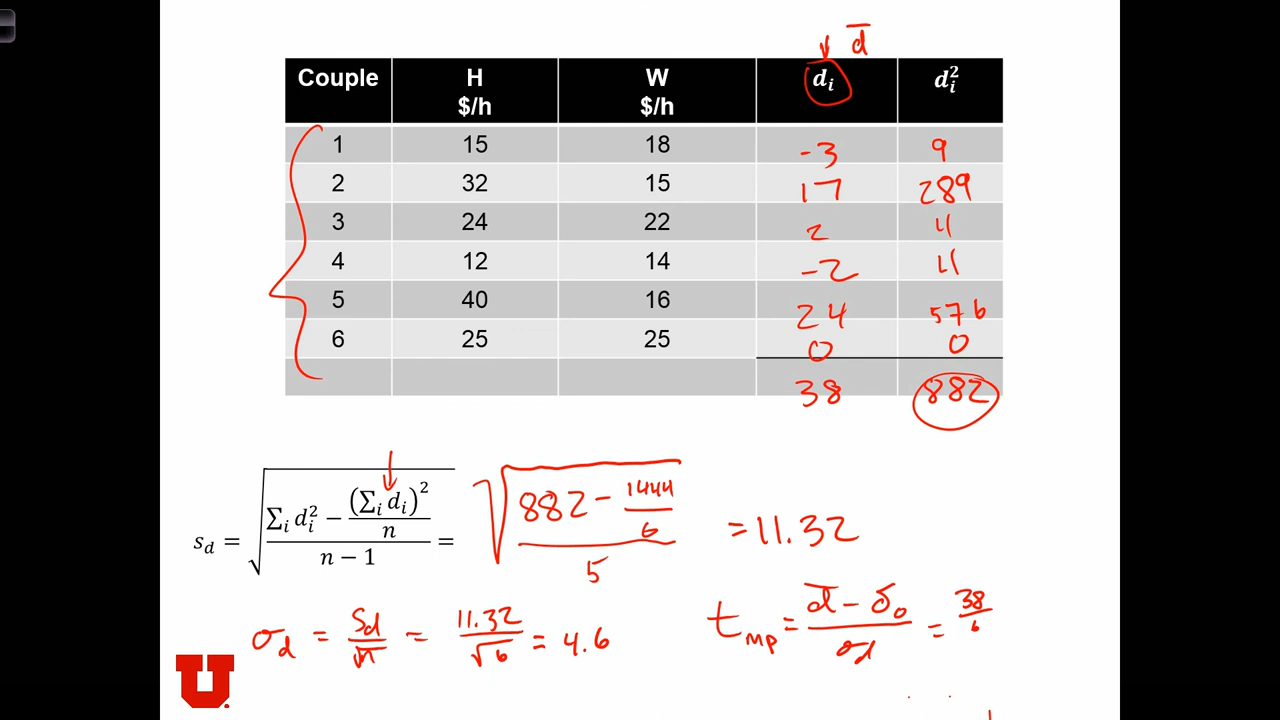 d̄
Couple H $/h W $/h dᵢ dᵢ²
1 15 18 -3 9
2 32 15 17 289
3 24 22 2 4
4 12 14 -2 4
5 40 16 24 576
6 25 25 0 0
38 882
s_d = √((∑ᵢ dᵢ² − (∑ᵢ dᵢ)²/n)/(n − 1)) = √((882 − 1444/6)/5) = 11.32
σ_d = S_d/√n = 11.32/√6 = 4.6
t_mp = (d̄ − δ₀)/σ_d = 38/6
U